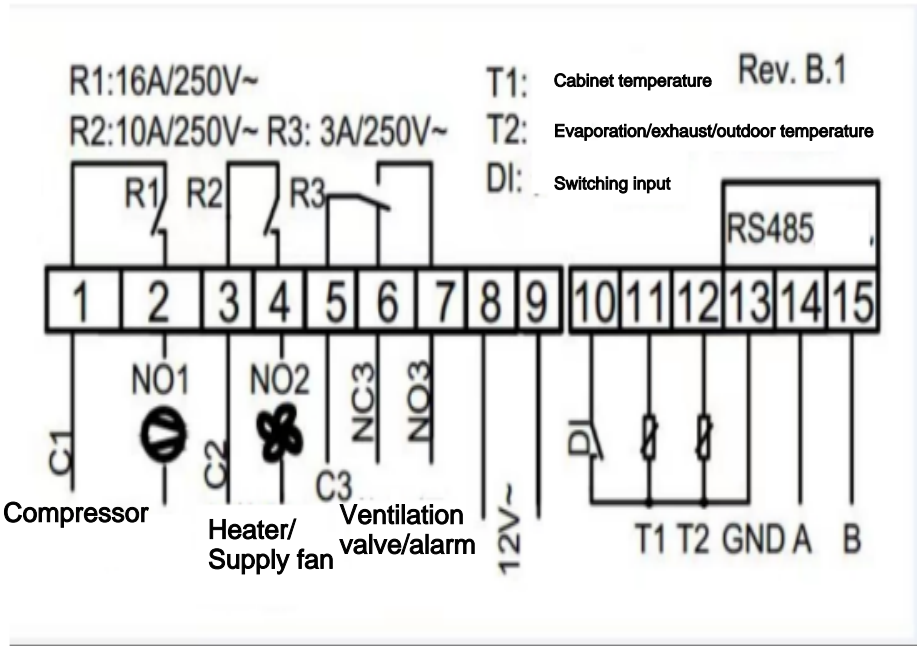 R1:16A/250V~
R2:10A/250V~ R3: 3A/250V~
T1: Cabinet temperature
Rev. B.1
T2: Evaporation/exhaust/outdoor temperature
DI: Switching input
R1 R2 R3
RS485
1 2 3 4 5 6 7 8 9 10 11 12 13 14 15
NO1 NO2 NC3 NO3
C1 C2 C3 DI
Compressor
Heater/
Supply fan
Ventilation
valve/alarm
12V~
T1 T2 GND A B